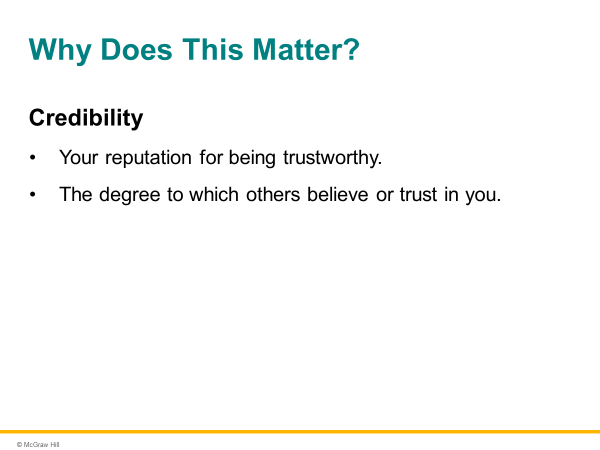 Why Does This Matter?
Credibility
• Your reputation for being trustworthy.
• The degree to which others believe or trust in you.
© McGraw Hill